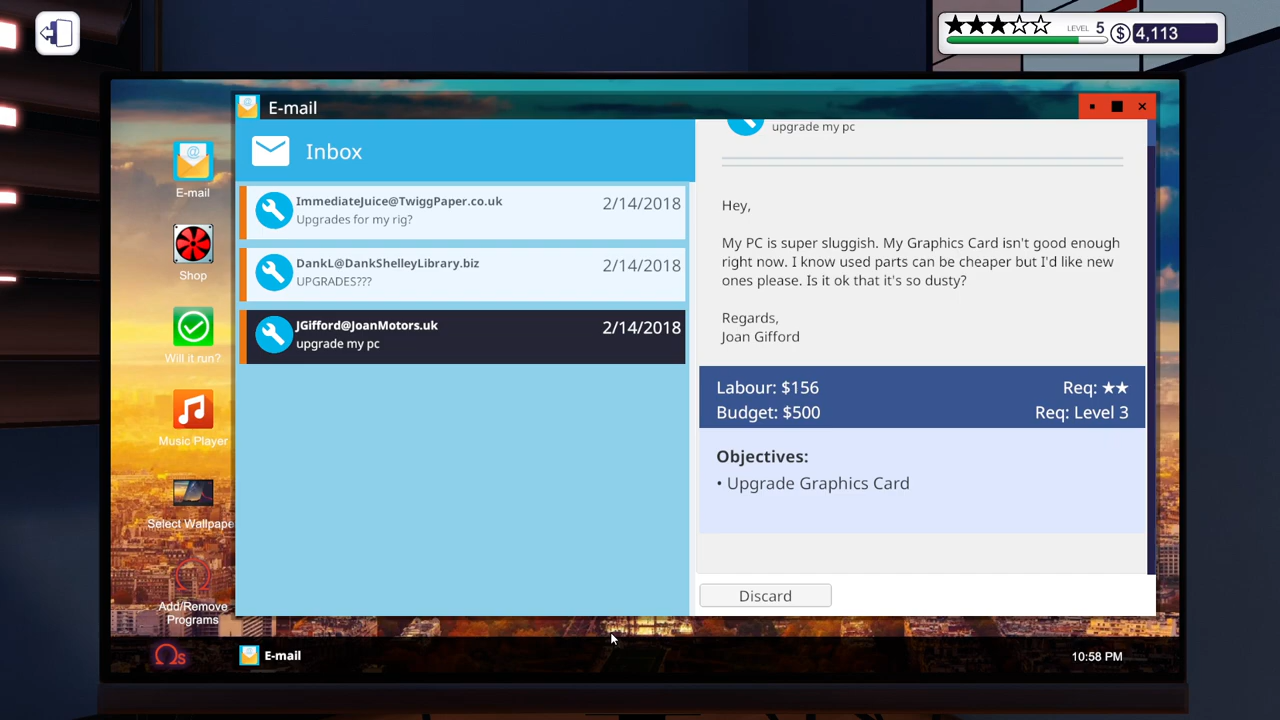 LEVEL 5
$ 4,113
E-mail
Inbox
ImmediateJuice@TwiggPaper.co.uk
2/14/2018
Upgrades for my rig?
DankL@DankShelleyLibrary.biz
2/14/2018
UPGRADES???
JGifford@JoanMotors.uk
2/14/2018
upgrade my pc
upgrade my pc
Hey,
My PC is super sluggish. My Graphics Card isn't good enough
right now. I know used parts can be cheaper but I'd like new
ones please. Is it ok that it's so dusty?
Regards,
Joan Gifford
Labour: $156
Req: ★★
Budget: $500
Req: Level 3
Objectives:
• Upgrade Graphics Card
Discard
E-mail
Shop
Will it run?
Music Player
Select Wallpape
Add/Remove
Programs
Ωs
E-mail
10:58 PM